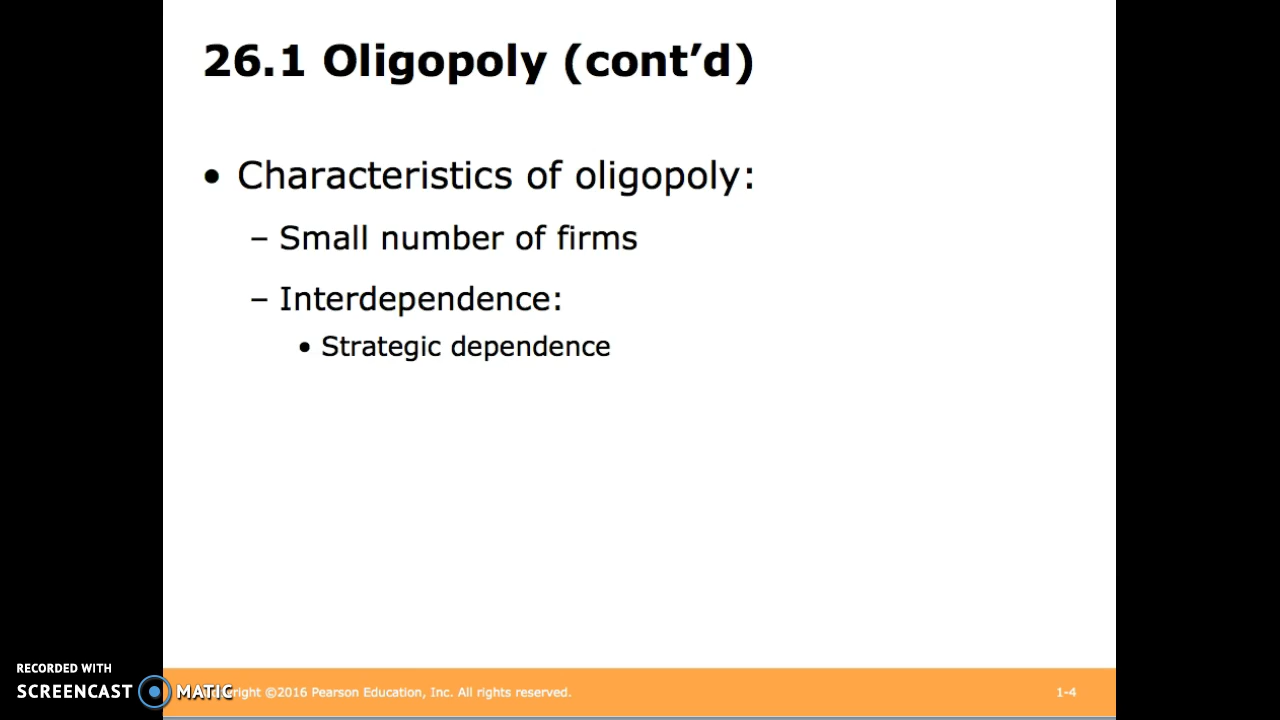 26.1 Oligopoly (cont’d)
• Characteristics of oligopoly:
– Small number of firms
– Interdependence:
• Strategic dependence
RECORDED WITH
SCREENCAST MATIC
right ©2016 Pearson Education, Inc. All rights reserved.
1-4